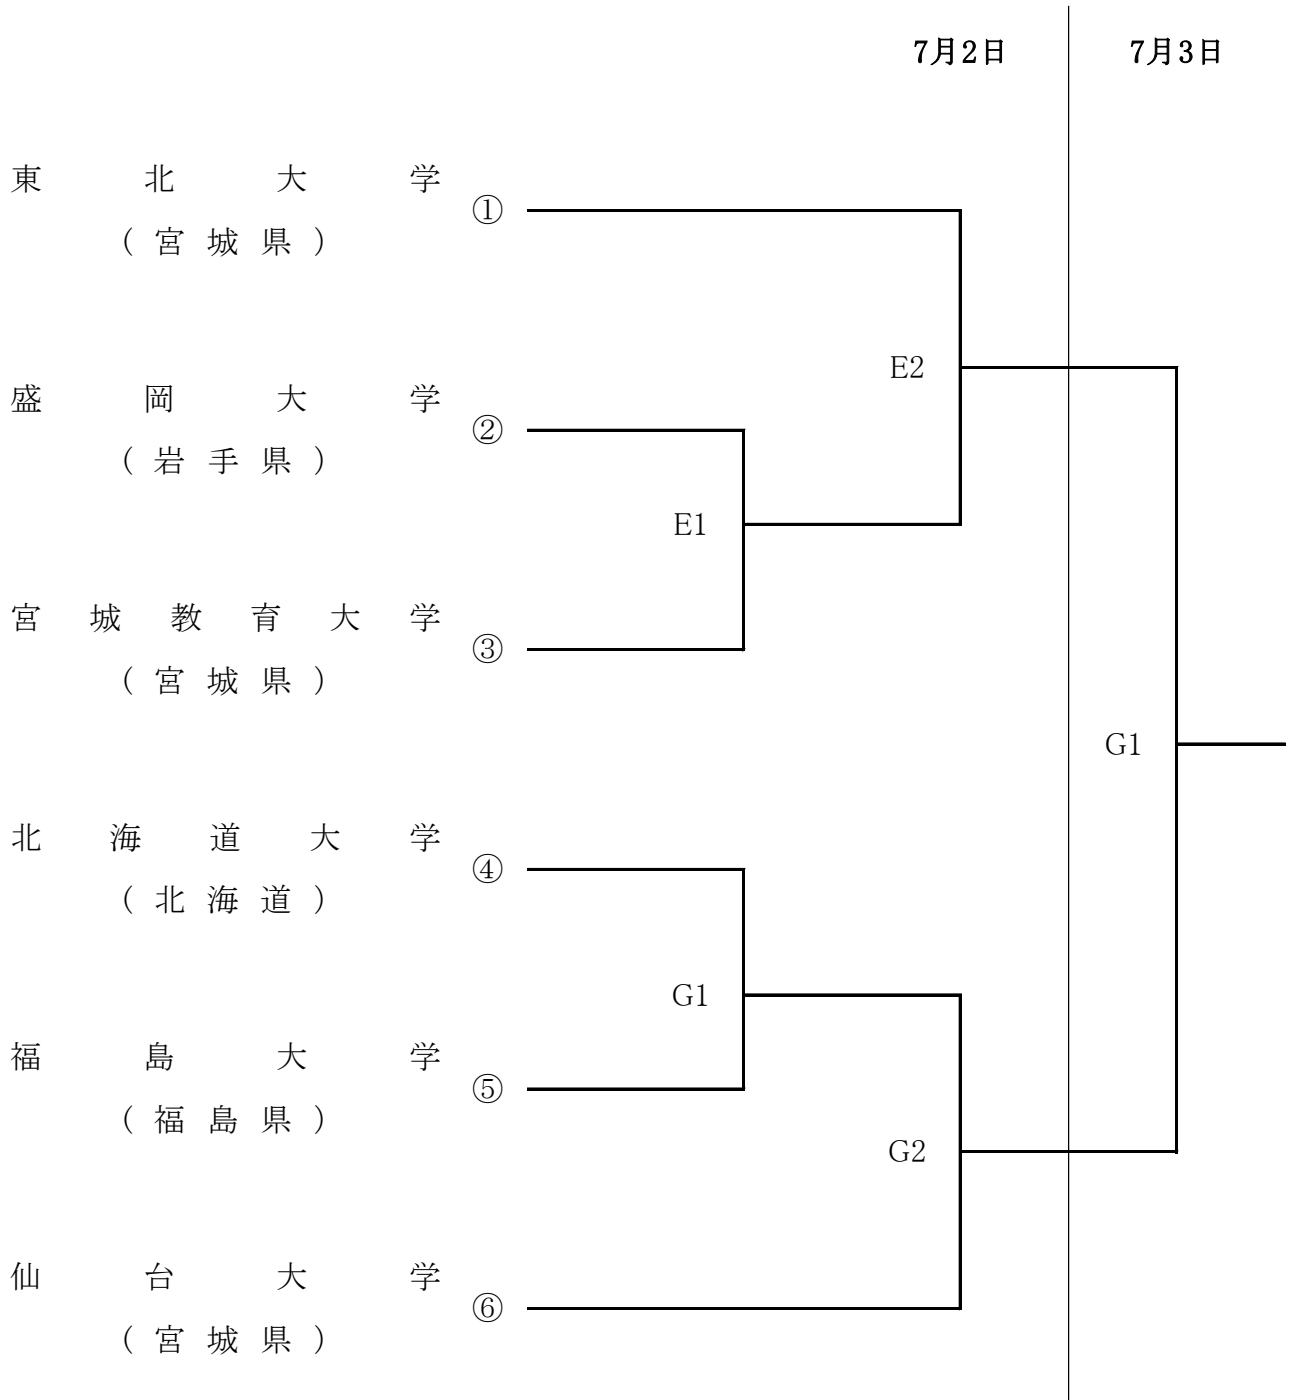 7月2日 7月3日
東北大学
①
(宮城県)
E2
盛岡大学
②
(岩手県)
E1
宮城教育大学
③
(宮城県)
G1
北海道大学
④
(北海道)
G1
福島大学
⑤
(福島県)
G2
仙台大学
⑥
(宮城県)